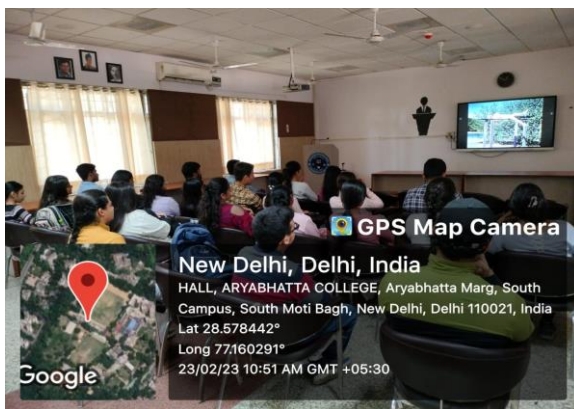 GPS Map Camera
New Delhi, Delhi, India
HALL, ARYABHATTA COLLEGE, Aryabhatta Marg, South
Campus, South Moti Bagh, New Delhi, Delhi 110021, India
Lat 28.578442°
Long 77.160291°
23/02/23 10:51 AM GMT +05:30
Google